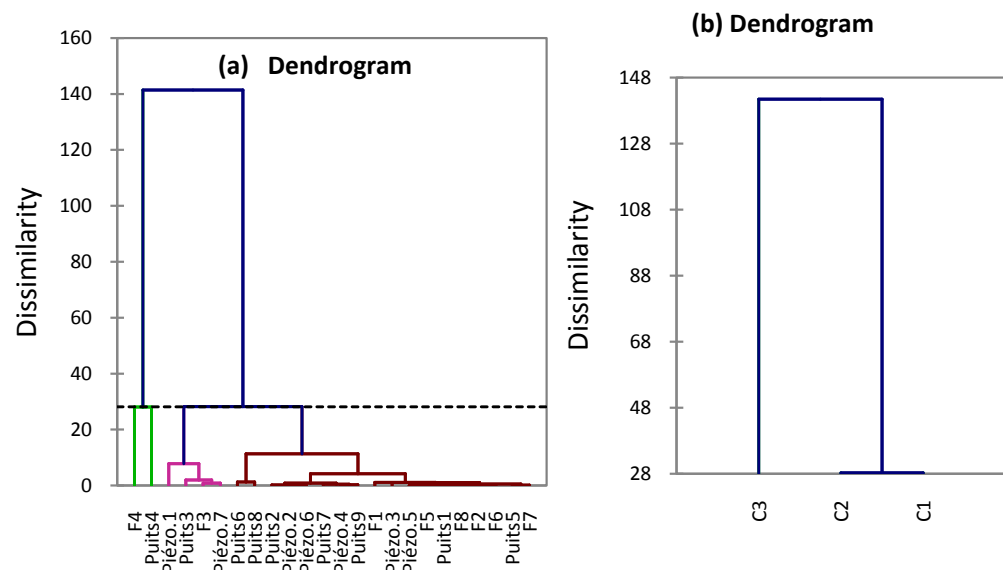 (a) Dendrogram
Dissimilarity
160
140
120
100
80
60
40
20
0
F4
Puits4
Piézo.1
Puits3
F3
Piézo.7
Puits6
Puits8
Puits2
Piézo.2
Piézo.6
Puits7
Piézo.4
Puits9
F1
Piézo.3
Piézo.5
F5
Puits1
F8
F2
F6
Puits5
F7
(b) Dendrogram
Dissimilarity
148
128
108
88
68
48
28
C3
C2
C1